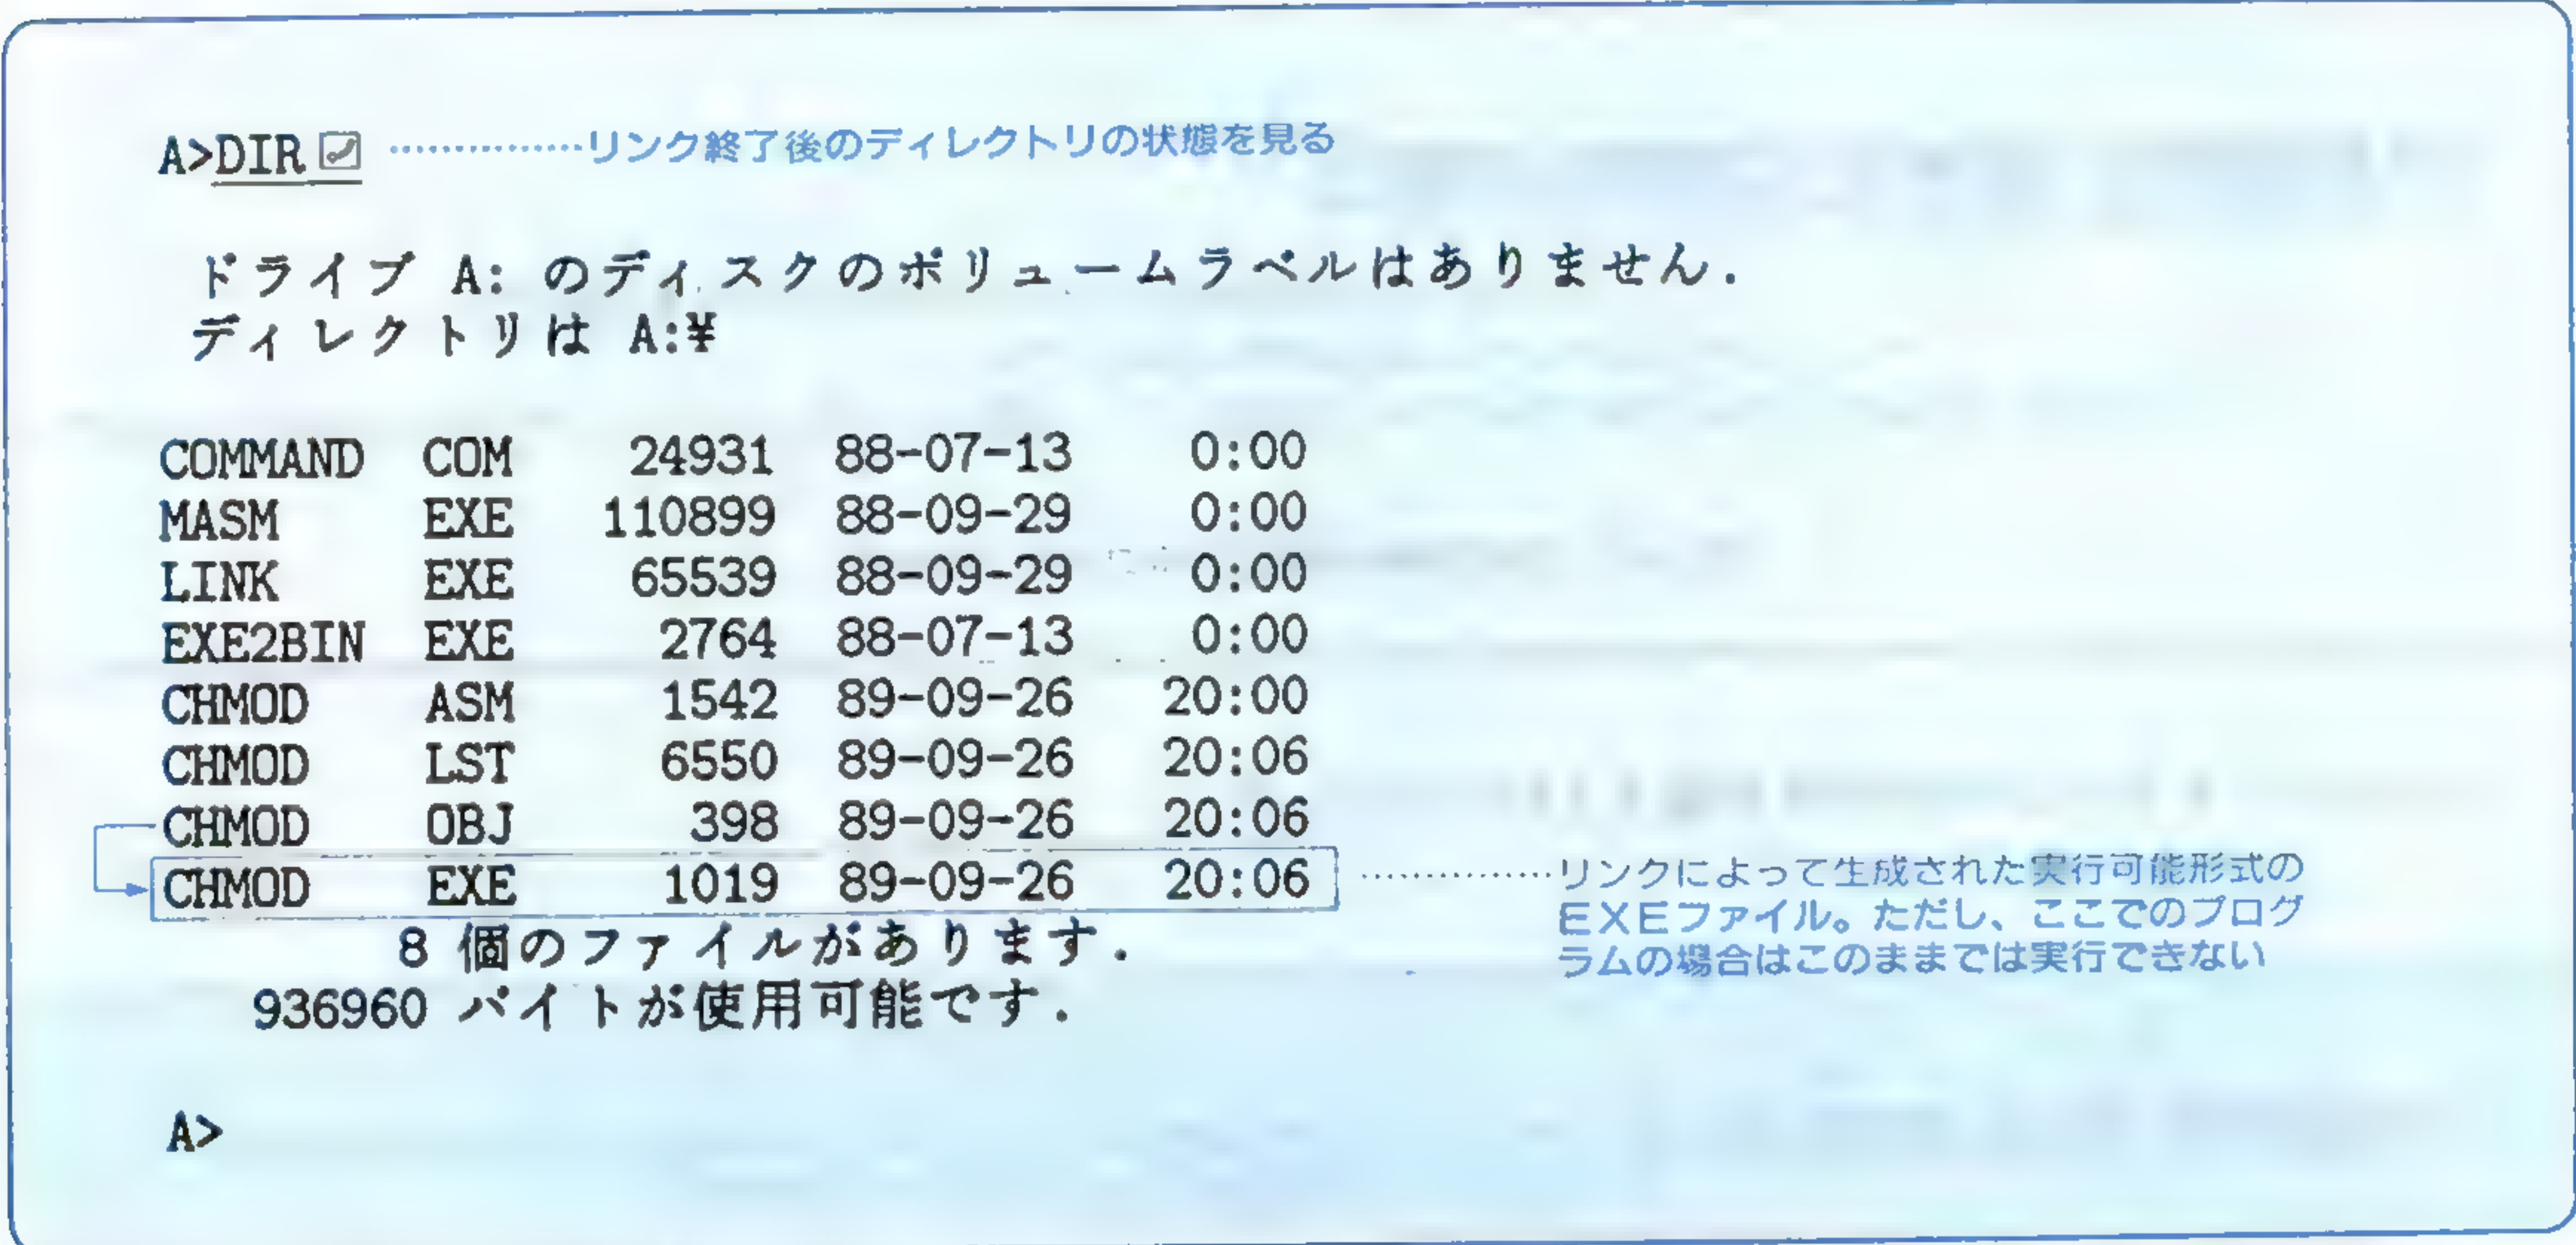 A>DIR …………リンク終了後のディレクトリの状態を見る
ドライブ A: のディスクのボリュームラベルはありません.
ディレクトリは A:¥
COMMAND COM 24931 88-07-13 0:00
MASM EXE 110899 88-09-29 0:00
LINK EXE 65539 88-09-29 0:00
EXE2BIN EXE 2764 88-07-13 0:00
CHMOD ASM 1542 89-09-26 20:00
CHMOD LST 6550 89-09-26 20:06
CHMOD OBJ 398 89-09-26 20:06
CHMOD EXE 1019 89-09-26 20:06
…………リンクによって生成された実行可能形式の
EXEファイル。ただし、ここでのプログ
ラムの場合はこのままでは実行できない
8 個のファイルがあります.
936960 バイトが使用可能です.
A>